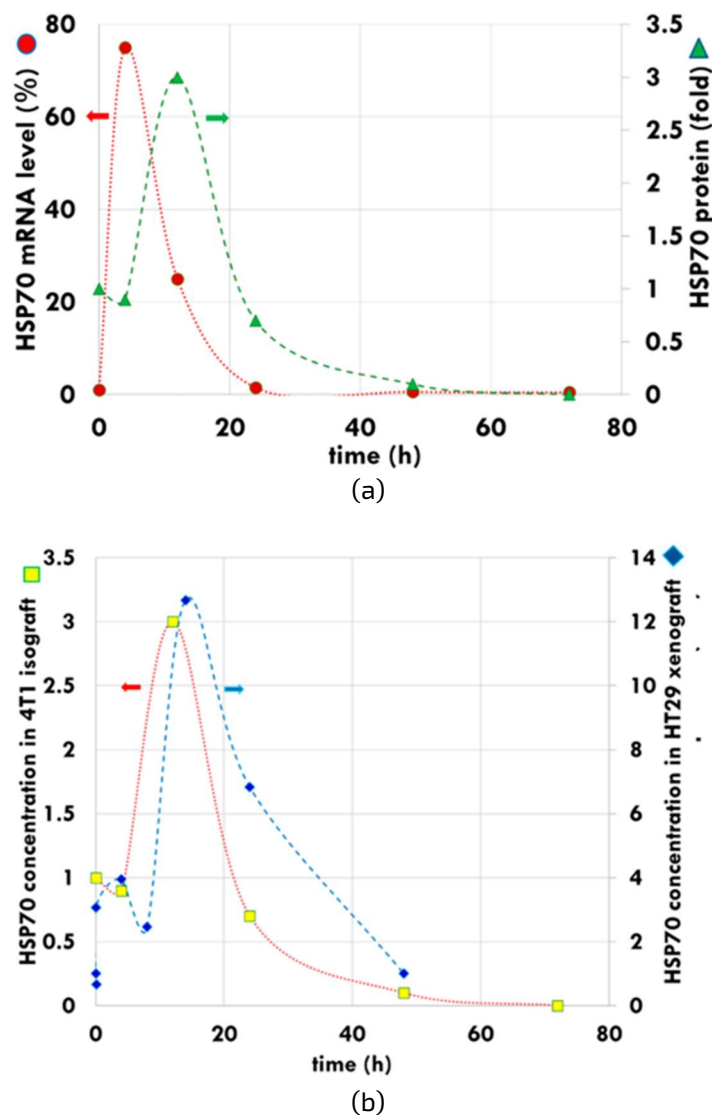 HSP70 mRNA level (%)
80
60
40
20
0
3.5
3
2.5
2
1.5
1
0.5
0
HSP70 protein (fold)
0 20 40 60 80
time (h)
(a)
HSP70 concentration in 4T1 isograft
3.5
3
2.5
2
1.5
1
0.5
0
14
12
10
8
6
4
2
0
HSP70 concentration in HT29 xenograft
0 20 40 60 80
time (h)
(b)